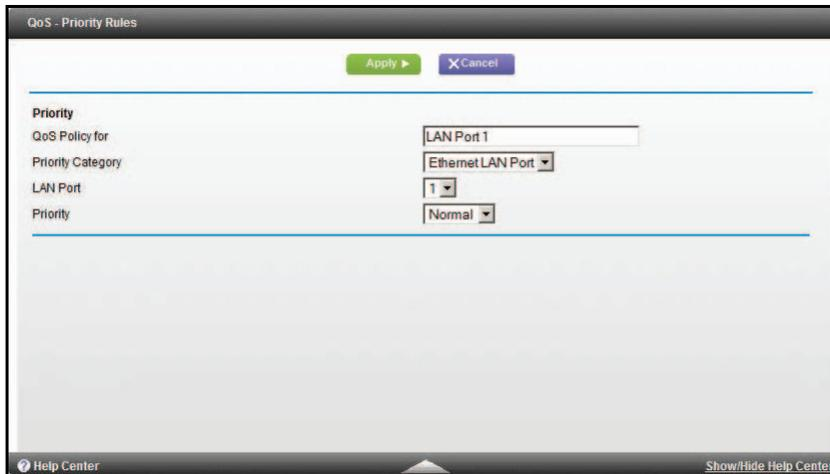 QoS - Priority Rules
Apply
Cancel
Priority
QoS Policy for LAN Port 1
Priority Category Ethernet LAN Port
LAN Port 1
Priority Normal
Help Center Show/Hide Help Center